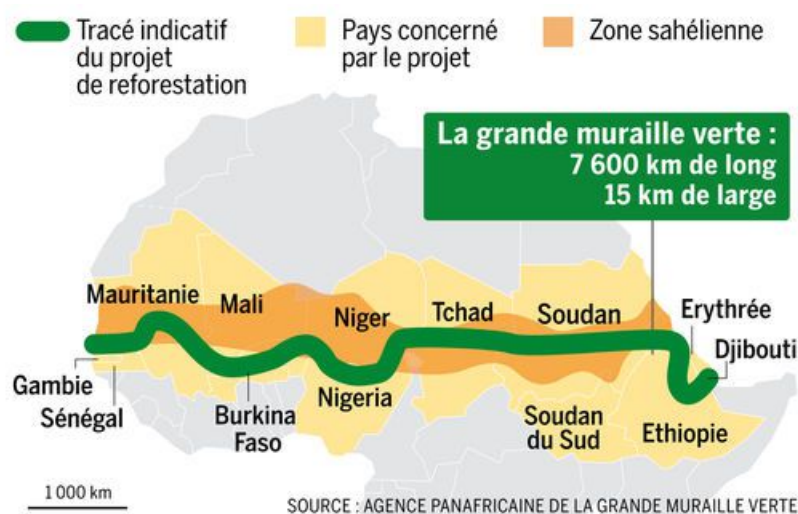 Tracé indicatif
du projet
de reforestation
Pays concerné
par le projet
Zone sahélienne
La grande muraille verte :
7 600 km de long
15 km de large
Mauritanie
Mali
Niger
Tchad
Soudan
Erythrée
Djibouti
Gambie
Sénégal
Burkina
Faso
Nigeria
Soudan
du Sud
Ethiopie
1 000 km
SOURCE : AGENCE PANAFRICAINE DE LA GRANDE MURAILLE VERTE